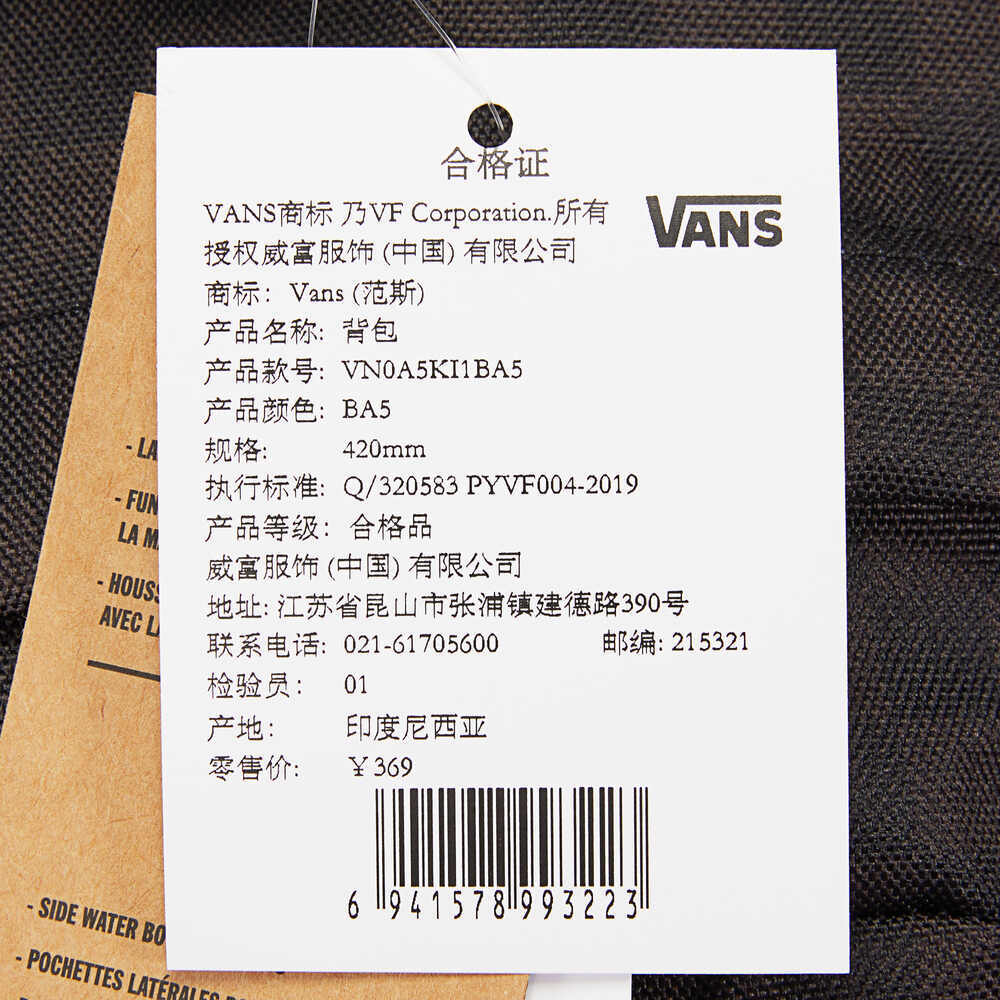 合格证
VANS商标 乃VF Corporation.所有
VANS
授权威富服饰 (中国) 有限公司
商标: Vans (范斯)
产品名称: 背包
产品款号: VN0A5KI1BA5
产品颜色: BA5
规格: 420mm
执行标准: Q/320583 PYVF004-2019
产品等级: 合格品
威富服饰 (中国) 有限公司
地址: 江苏省昆山市张浦镇建德路390号
联系电话: 021-61705600 邮编: 215321
检验员: 01
产地: 印度尼西亚
零售价: ¥369
6 941578 993223
- LA
- FUN
LA
- HOUSS
AVEC
- SIDE WATER BO
- POCHETTES LATÉRALES